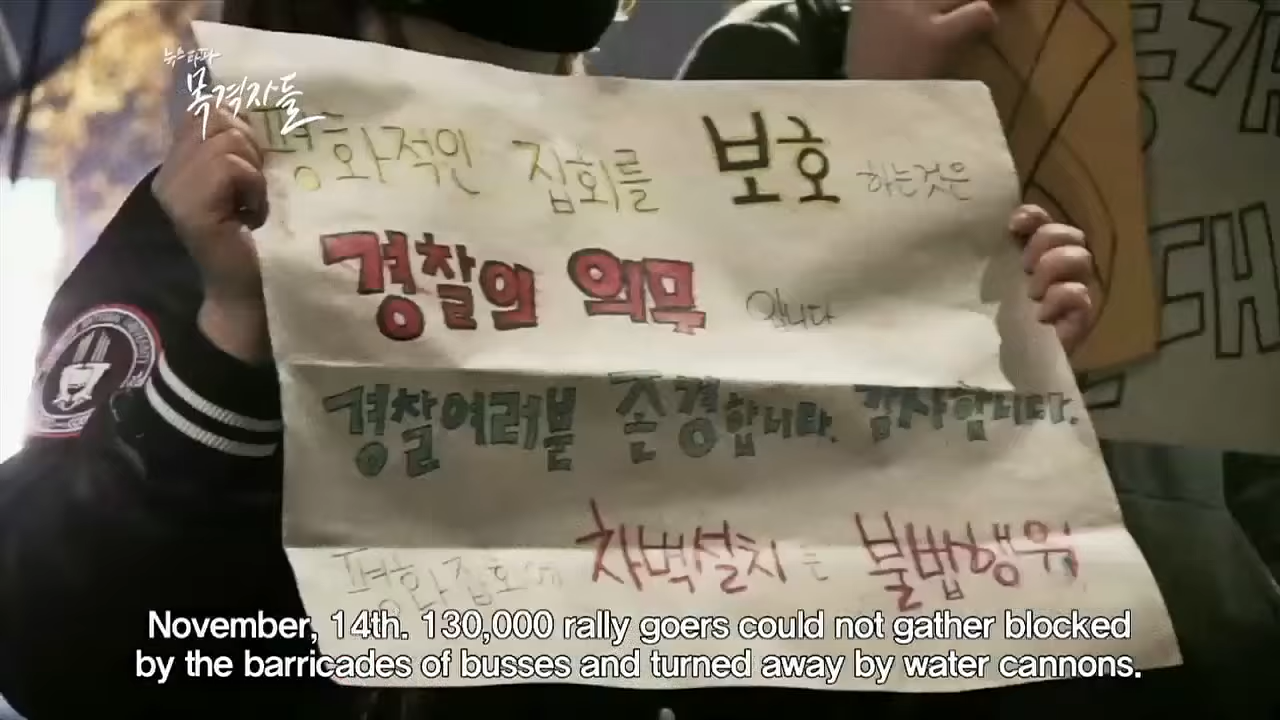 뉴스타파
목격자들
평화적인 집회를 보호하는것은
경찰의 의무 입니다
경찰여러분 존경합니다. 감사합니다.
평화집회에 차벽설치는 불법행위
대
November, 14th. 130,000 rally goers could not gather blocked
by the barricades of busses and turned away by water cannons.